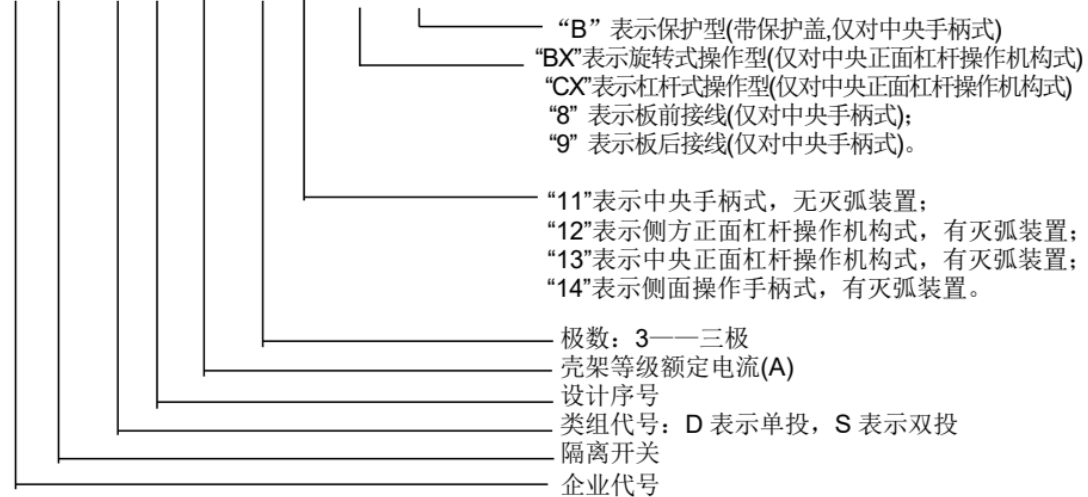 “B”表示保护型(带保护盖,仅对中央手柄式)
“BX”表示旋转式操作型(仅对中央正面杠杆操作机构式)
“CX”表示杠杆式操作型(仅对中央正面杠杆操作机构式)
“8” 表示板前接线(仅对中央手柄式)；
“9” 表示板后接线(仅对中央手柄式)。
“11”表示中央手柄式，无灭弧装置；
“12”表示侧方正面杠杆操作机构式，有灭弧装置；
“13”表示中央正面杠杆操作机构式，有灭弧装置；
“14”表示侧面操作手柄式，有灭弧装置。
极数：3——三极
壳架等级额定电流(A)
设计序号
类组代号：D 表示单投，S 表示双投
隔离开关
企业代号